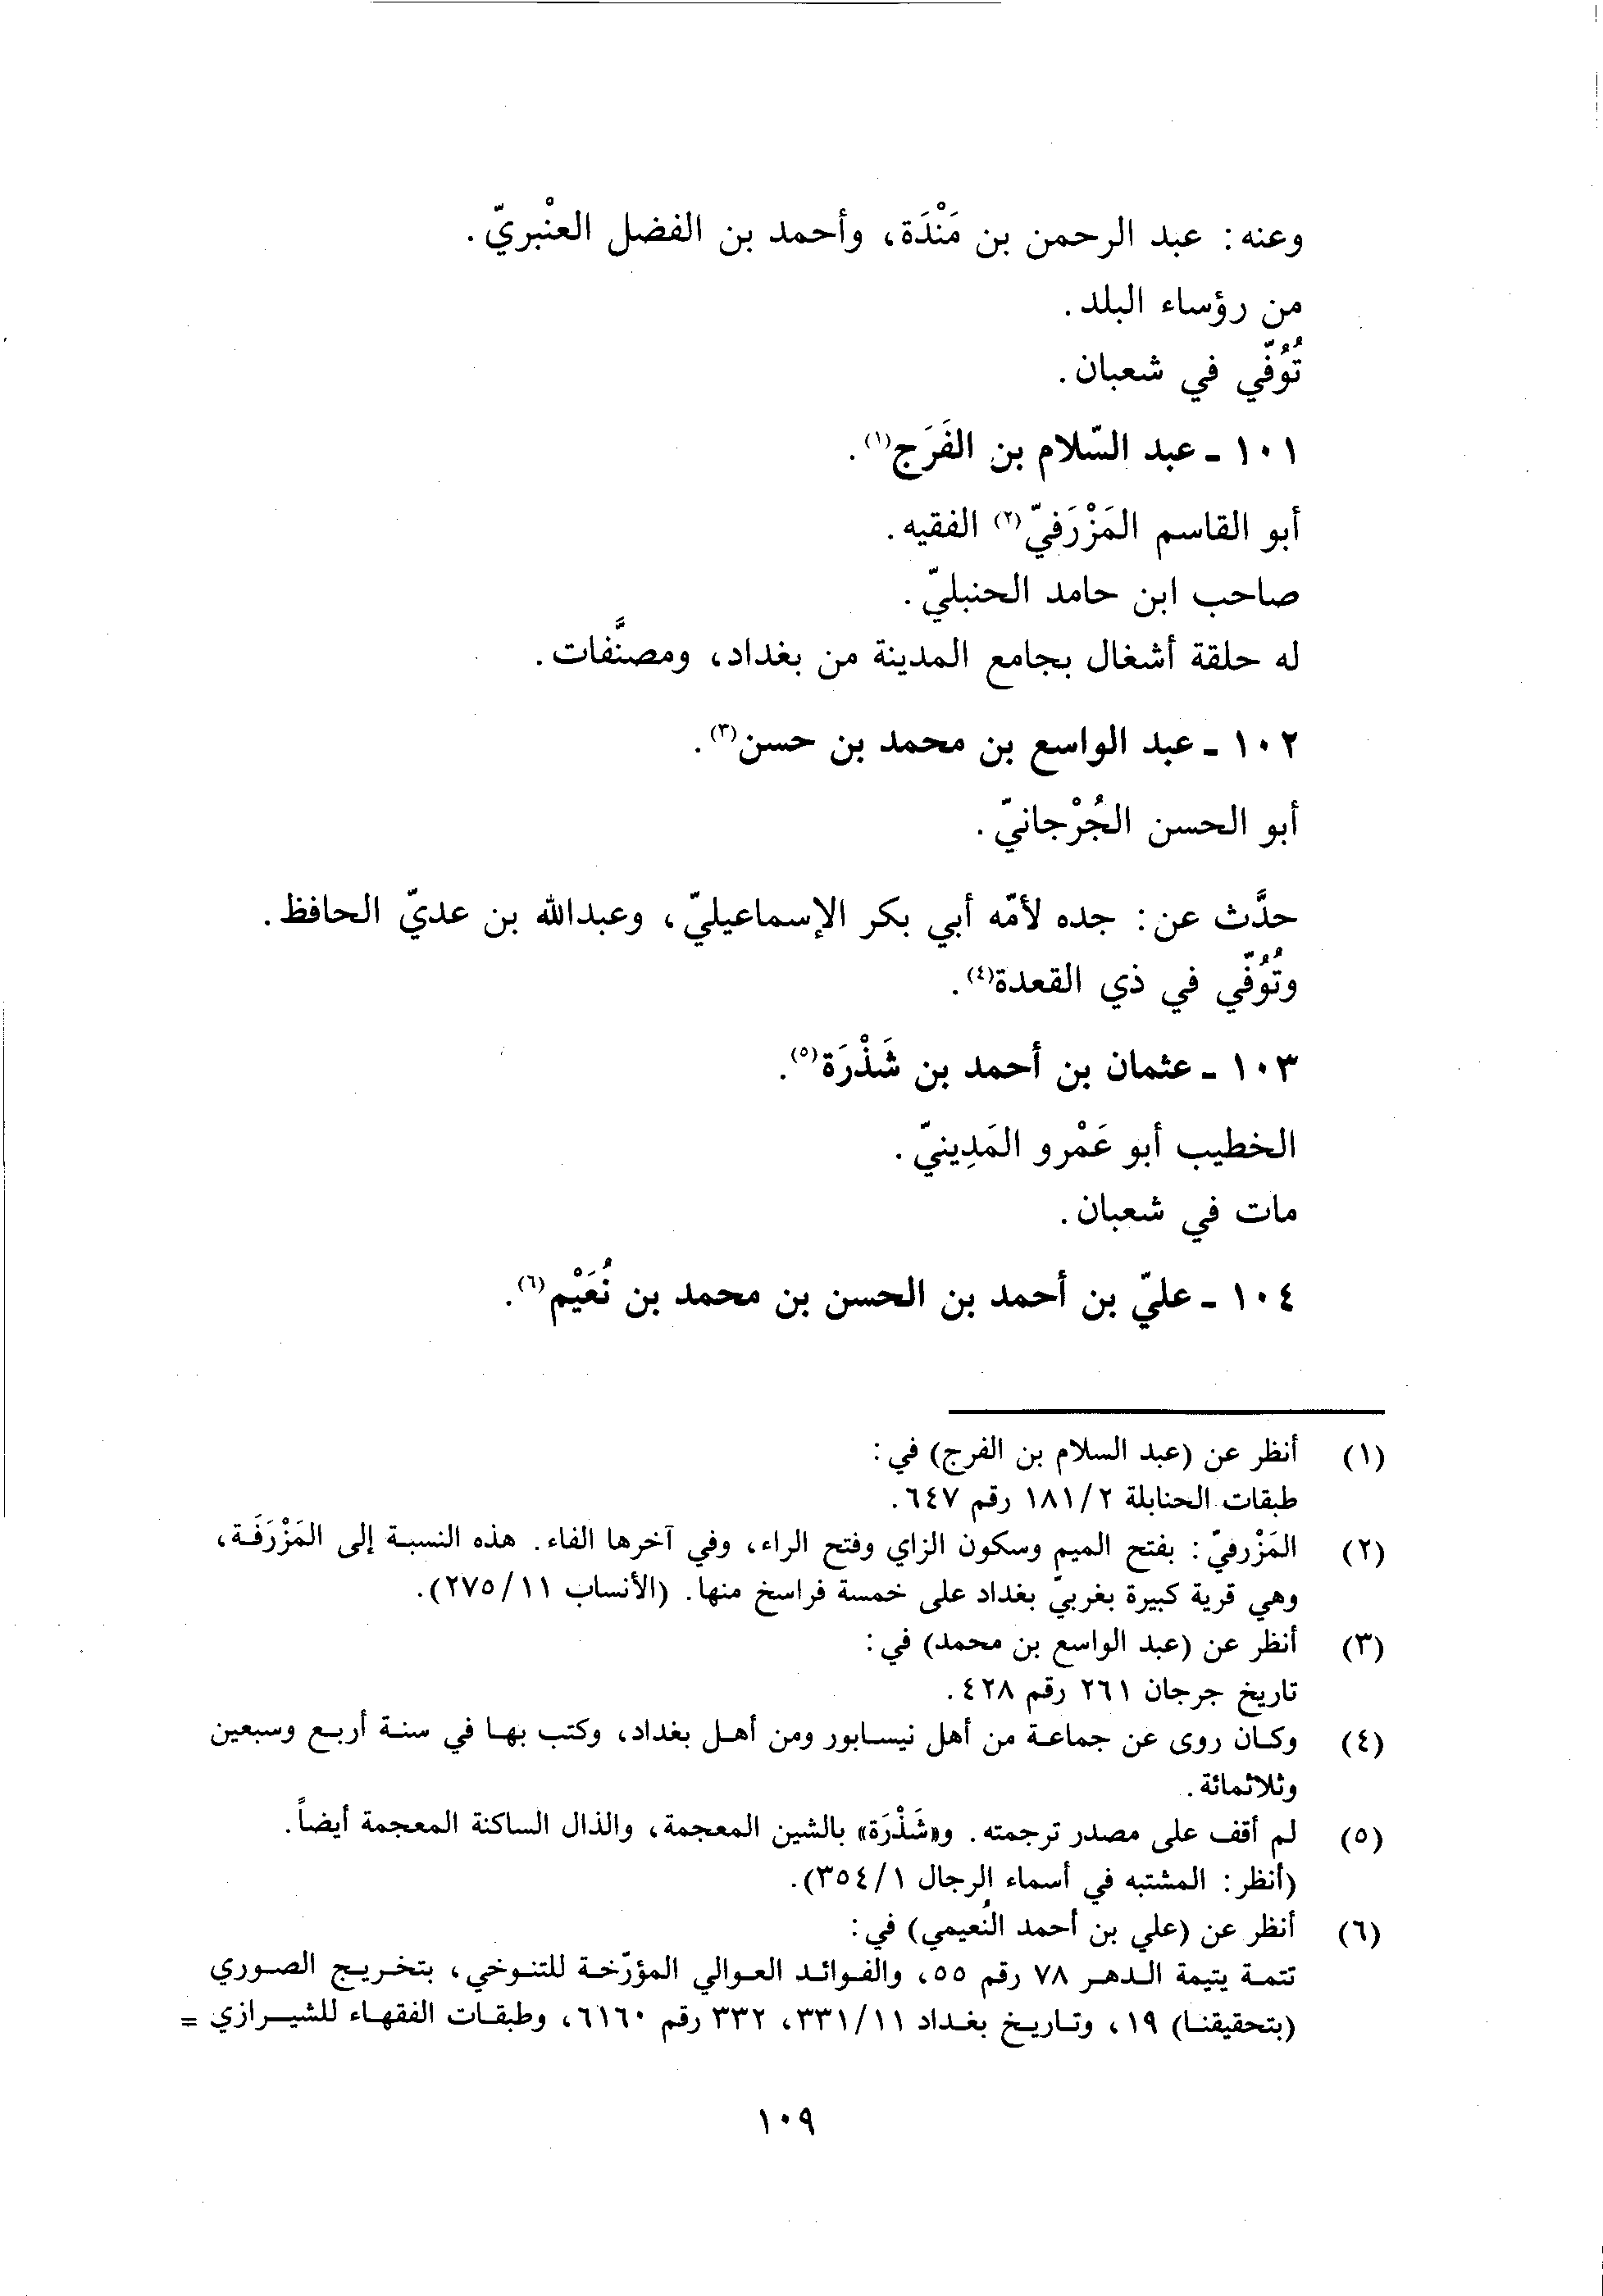 وعنه: عبد الرحمن بن مَنْدَة، وأحمد بن الفضل العنْبريّ.
من رؤساء البلد.
تُوُفّي في شعبان.
١٠١ ـ عبد السّلام بن الفَرَج(١).
أبو القاسم المَزْرَفيّ(٢) الفقيه.
صاحب ابن حامد الحنبليّ.
له حلقة أشغال بجامع المدينة من بغداد، ومصنَّفات.
١٠٢ ـ عبد الواسع بن محمد بن حسن(٣).
أبو الحسن الجُرْجانيّ.
حدَّث عن: جده لأمّه أبي بكر الإسماعيليّ، وعبدالله بن عديّ الحافظ.
وتُوُفّي في ذي القعدة(٤).
١٠٣ ـ عثمان بن أحمد بن شَذْرَة(٥).
الخطيب أبو عَمْرو المَدِينيّ.
مات في شعبان.
١٠٤ ـ عليّ بن أحمد بن الحسن بن محمد بن نُعَيْم(٦).
(١) أنظر عن (عبد السلام بن الفرج) في:
طبقات الحنابلة ٢/١٨١ رقم ٦٤٧.
(٢) المَزْرفيّ: بفتح الميم وسكون الزاي وفتح الراء، وفي آخرها الفاء. هذه النسبة إلى المَزْرَفَة،
وهي قرية كبيرة بغربيّ بغداد على خمسة فراسخ منها. (الأنساب ١١/٢٧٥).
(٣) أنظر عن (عبد الواسع بن محمد) في:
تاريخ جرجان ٢٦١ رقم ٤٢٨.
(٤) وكان روى عن جماعة من أهل نيسابور ومن أهل بغداد، وكتب بها في سنة أربع وسبعين
وثلاثمائة.
(٥) لم أقف على مصدر ترجمته. و«شَذْرَة» بالشين المعجمة، والذال الساكنة المعجمة أيضاً.
(أنظر: المشتبه في أسماء الرجال ١/٣٥٤).
(٦) أنظر عن (علي بن أحمد النُعيمي) في:
تتمة يتيمة الدهر ٧٨ رقم ٥٥، والفوائد العوالي المؤرّخة للتنوخي، بتخريج الصوري
(بتحقيقنا) ١٩، وتاريخ بغداد ١١/٣٣١، ٣٣٢ رقم ٦١٦٠، وطبقات الفقهاء للشيرازي =
١٠٩